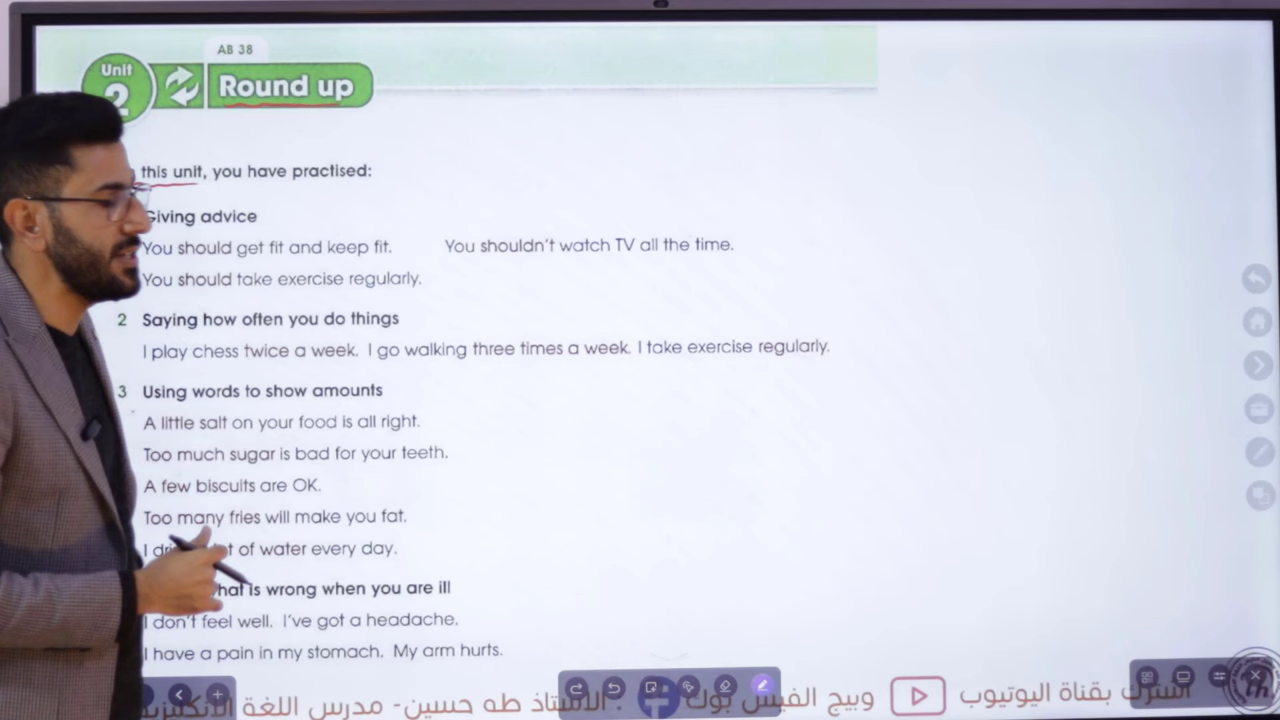 AB 38
Unit
2
Round up
this unit, you have practised:
Giving advice
You should get fit and keep fit. You shouldn't watch TV all the time.
You should take exercise regularly.
2 Saying how often you do things
I play chess twice a week. I go walking three times a week. I take exercise regularly.
3 Using words to show amounts
A little salt on your food is all right.
Too much sugar is bad for your teeth.
A few biscuits are OK.
Too many fries will make you fat.
I of water every day.
is wrong when you are ill
I don't feel well. I've got a headache.
I have a pain in my stomach. My arm hurts.
اشترك بقناة اليوتيوب وبيج الفيس بوك : الاستاذ طه حسين- مدرس اللغة الانكليزية